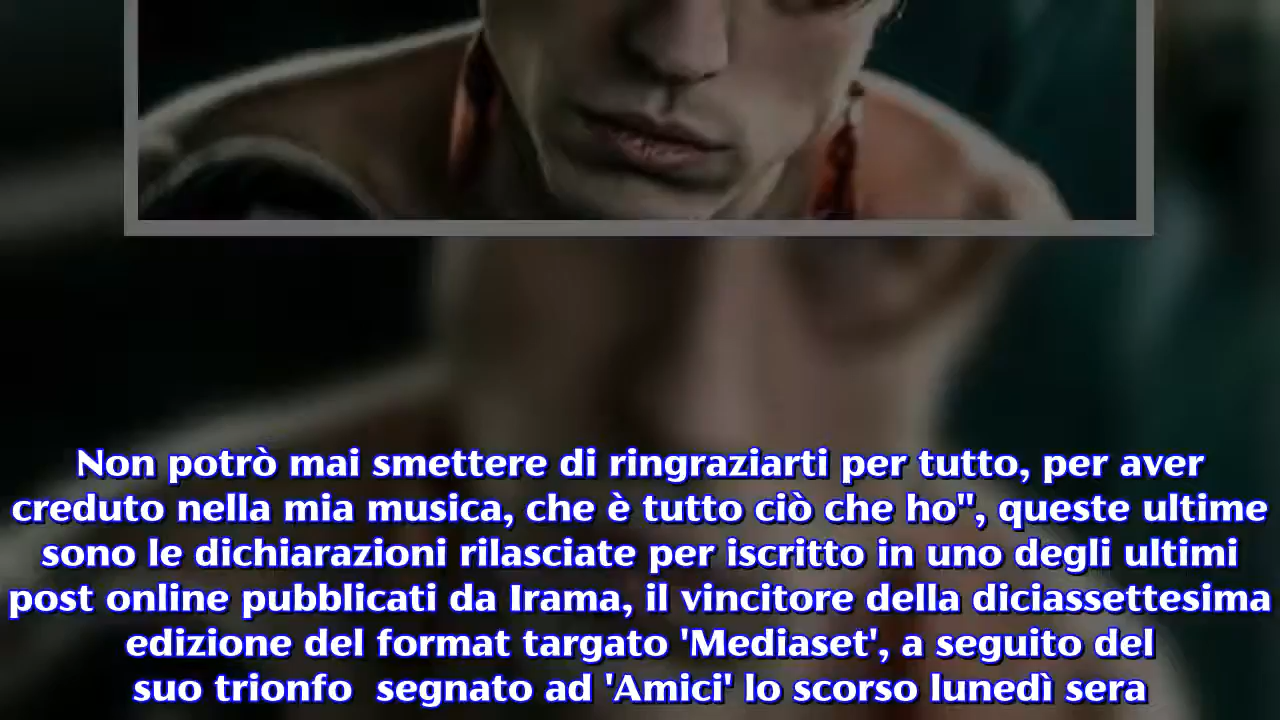 Non potrò mai smettere di ringraziarti per tutto, per aver
creduto nella mia musica, che è tutto ciò che ho", queste ultime
sono le dichiarazioni rilasciate per iscritto in uno degli ultimi
post online pubblicati da Irama, il vincitore della diciassettesima
edizione del format targato 'Mediaset', a seguito del
suo trionfo  segnato ad 'Amici' lo scorso lunedì sera